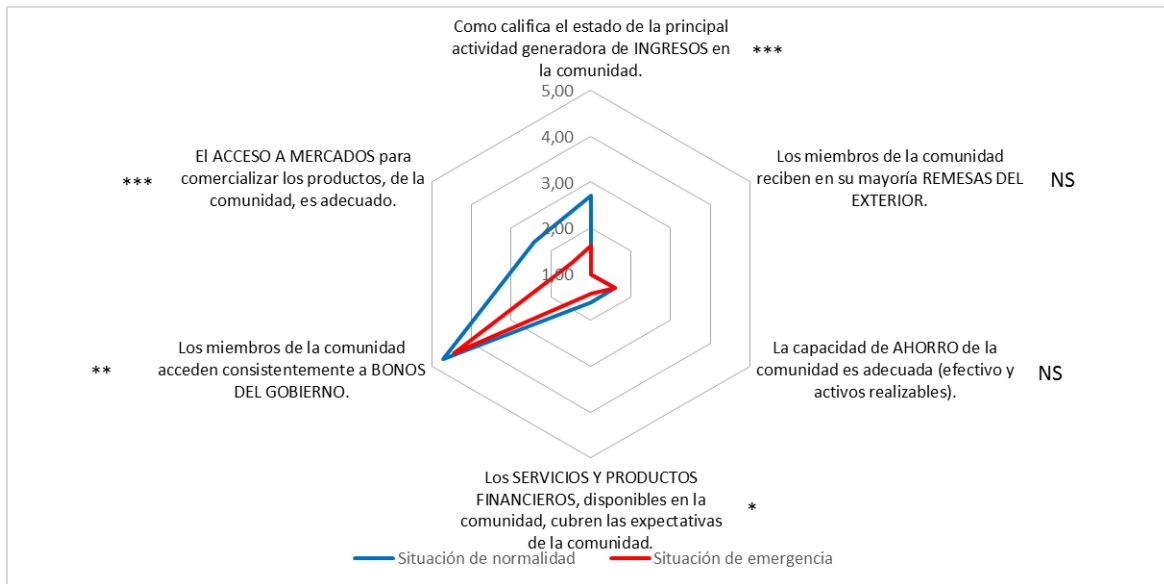 Como califica el estado de la principal
actividad generadora de INGRESOS en
la comunidad.
***
5,00
4,00
3,00
2,00
1,00
Los miembros de la comunidad
reciben en su mayoría REMESAS DEL
EXTERIOR.
NS
La capacidad de AHORRO de la
comunidad es adecuada (efectivo y
activos realizables).
NS
Los SERVICIOS Y PRODUCTOS
FINANCIEROS, disponibles en la
comunidad, cubren las expectativas
de la comunidad.
*
Los miembros de la comunidad
acceden consistentemente a BONOS
DEL GOBIERNO.
**
El ACCESO A MERCADOS para
comercializar los productos, de la
comunidad, es adecuado.
***
Situación de normalidad
Situación de emergencia